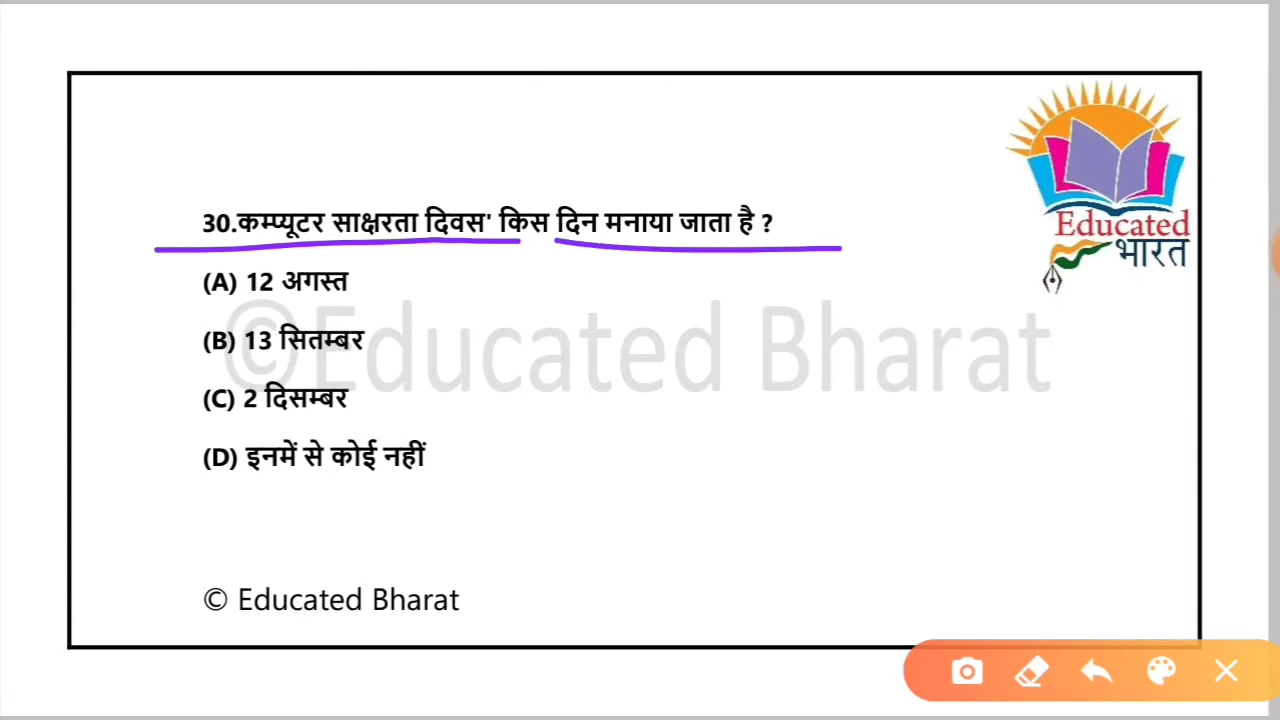 Educated
भारत
30.कम्प्यूटर साक्षरता दिवस' किस दिन मनाया जाता है ?
(A) 12 अगस्त
(B) 13 सितम्बर
(C) 2 दिसम्बर
(D) इनमें से कोई नहीं
©Educated Bharat
© Educated Bharat